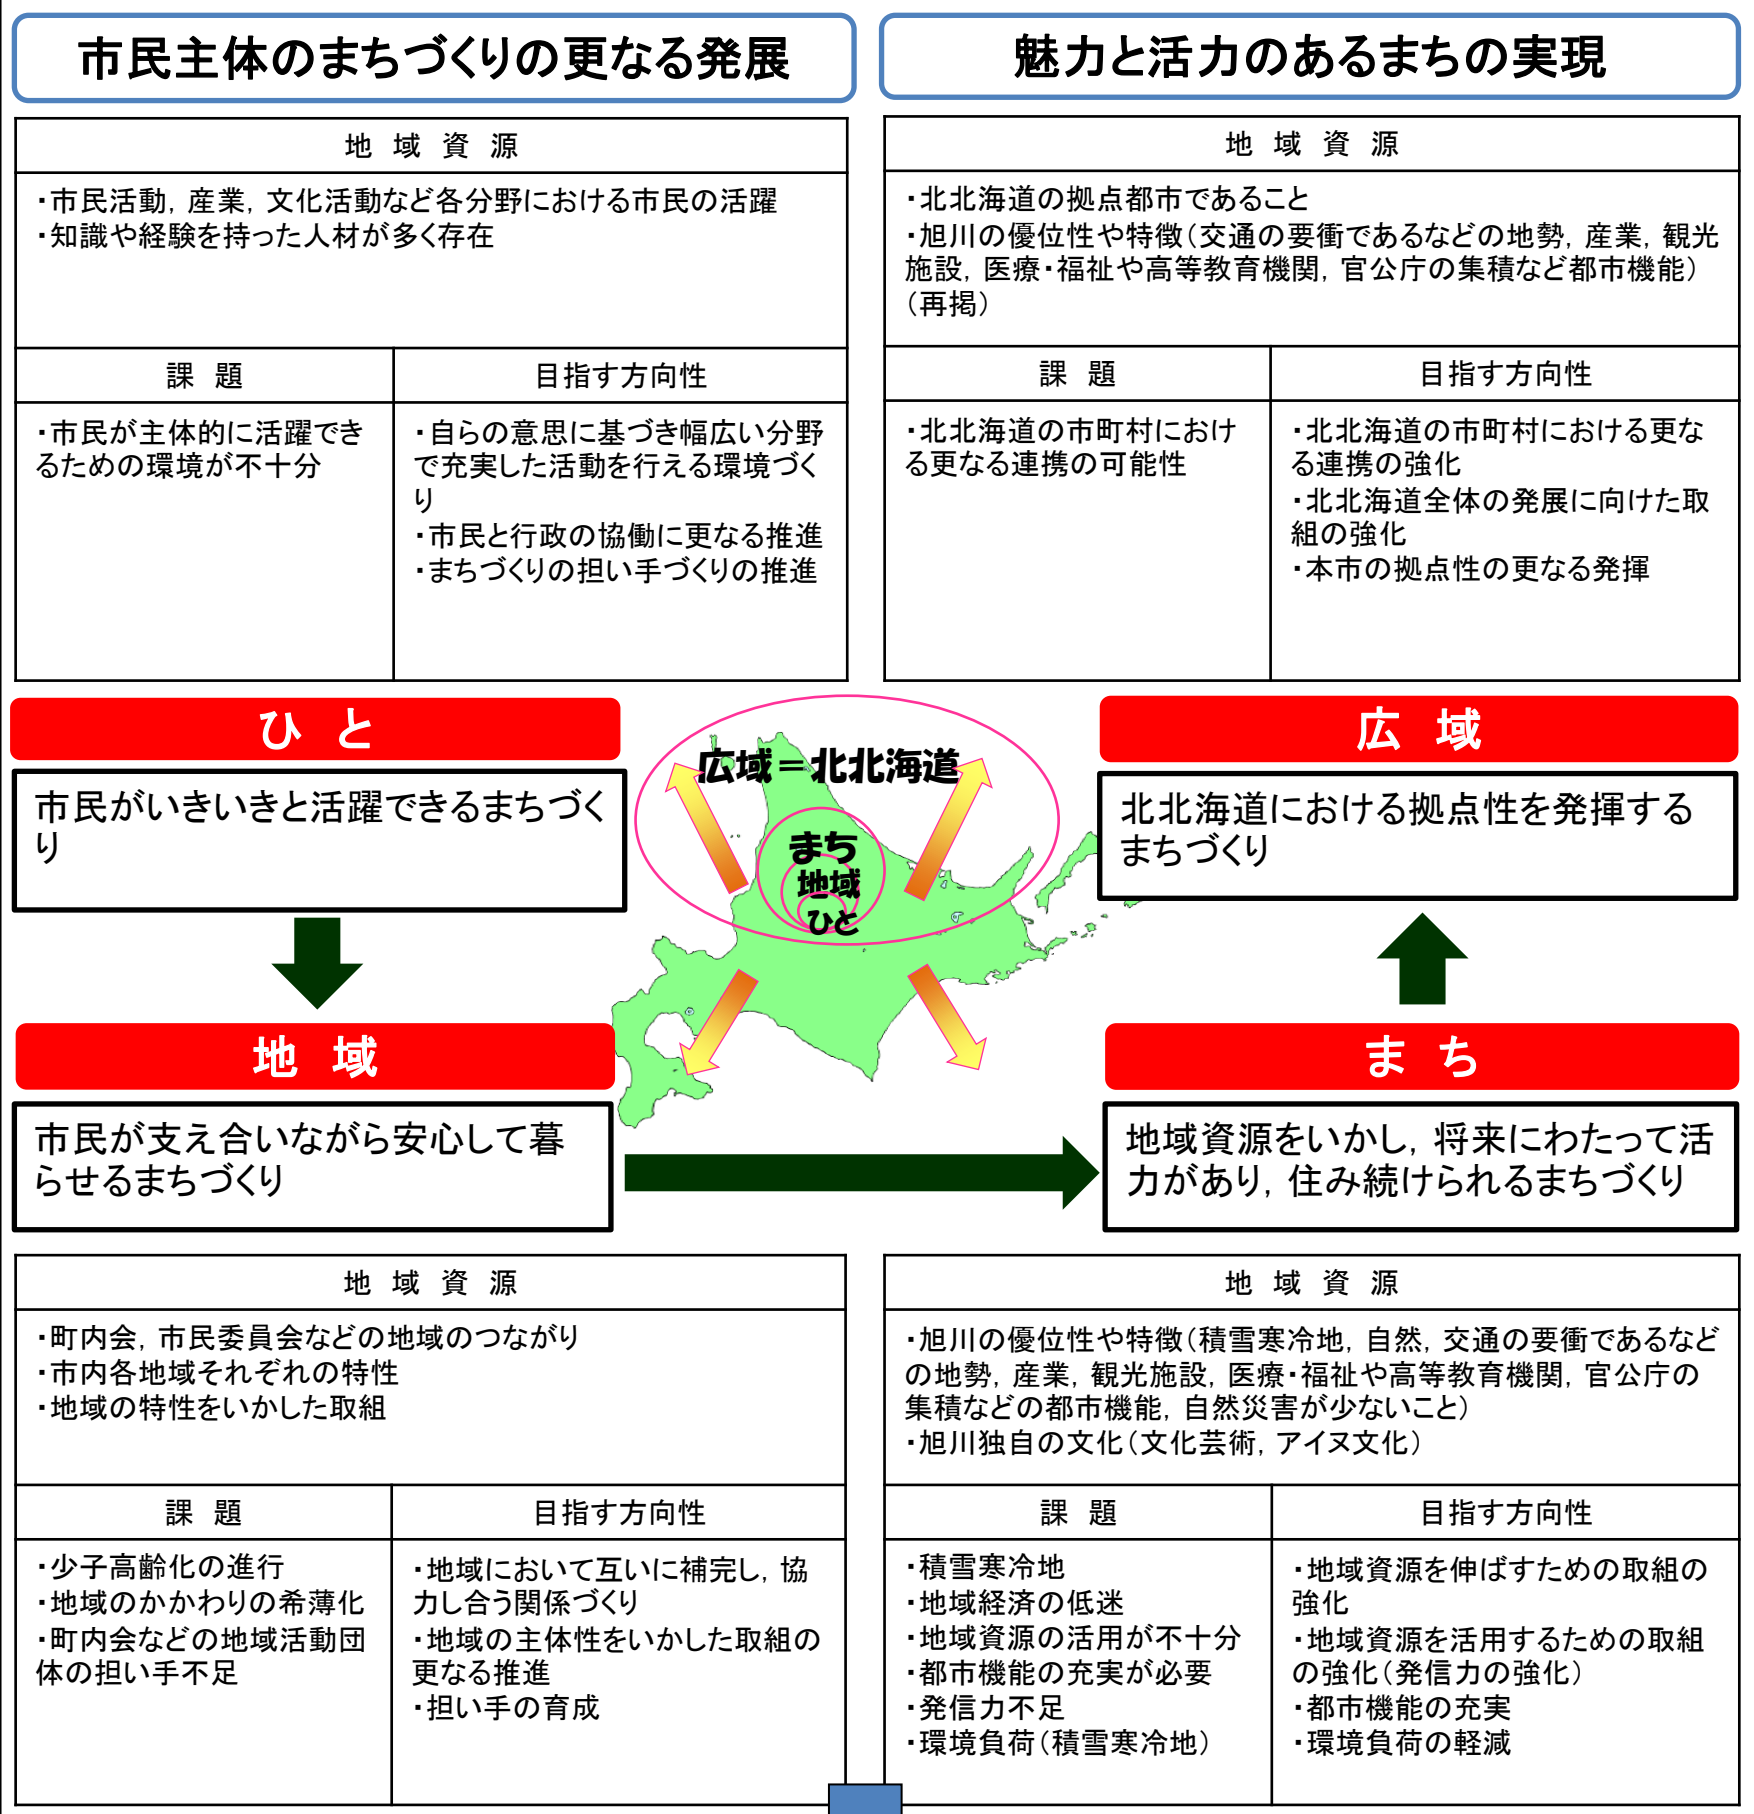 市民主体のまちづくりの更なる発展
地 域 資 源
・市民活動，産業，文化活動など各分野における市民の活躍
・知識や経験を持った人材が多く存在
課 題
目指す方向性
・市民が主体的に活躍でき
るための環境が不十分
・自らの意思に基づき幅広い分野
で充実した活動を行える環境づく
り
・市民と行政の協働に更なる推進
・まちづくりの担い手づくりの推進
魅力と活力のあるまちの実現
地 域 資 源
・北北海道の拠点都市であること
・旭川の優位性や特徴（交通の要衝であるなどの地勢，産業，観光
施設，医療・福祉や高等教育機関，官公庁の集積など都市機能）
（再掲）
課 題
目指す方向性
・北北海道の市町村におけ
る更なる連携の可能性
・北北海道の市町村における更な
る連携の強化
・北北海道全体の発展に向けた取
組の強化
・本市の拠点性の更なる発揮
ひ と
市民がいきいきと活躍できるまちづく
り
広域＝北北海道
まち
地域
ひと
広 域
北北海道における拠点性を発揮する
まちづくり
地 域
市民が支え合いながら安心して暮
らせるまちづくり
ま ち
地域資源をいかし，将来にわたって活
力があり，住み続けられるまちづくり
地 域 資 源
・町内会，市民委員会などの地域のつながり
・市内各地域それぞれの特性
・地域の特性をいかした取組
課 題
目指す方向性
・少子高齢化の進行
・地域のかかわりの希薄化
・町内会などの地域活動団
体の担い手不足
・地域において互いに補完し，協
力し合う関係づくり
・地域の主体性をいかした取組の
更なる推進
・担い手の育成
地 域 資 源
・旭川の優位性や特徴（積雪寒冷地，自然，交通の要衝であるなど
の地勢，産業，観光施設，医療・福祉や高等教育機関，官公庁の
集積などの都市機能，自然災害が少ないこと）
・旭川独自の文化（文化芸術，アイヌ文化）
課 題
目指す方向性
・積雪寒冷地
・地域経済の低迷
・地域資源の活用が不十分
・都市機能の充実が必要
・発信力不足
・環境負荷（積雪寒冷地）
・地域資源を伸ばすための取組の
強化
・地域資源を活用するための取組
の強化（発信力の強化）
・都市機能の充実
・環境負荷の軽減